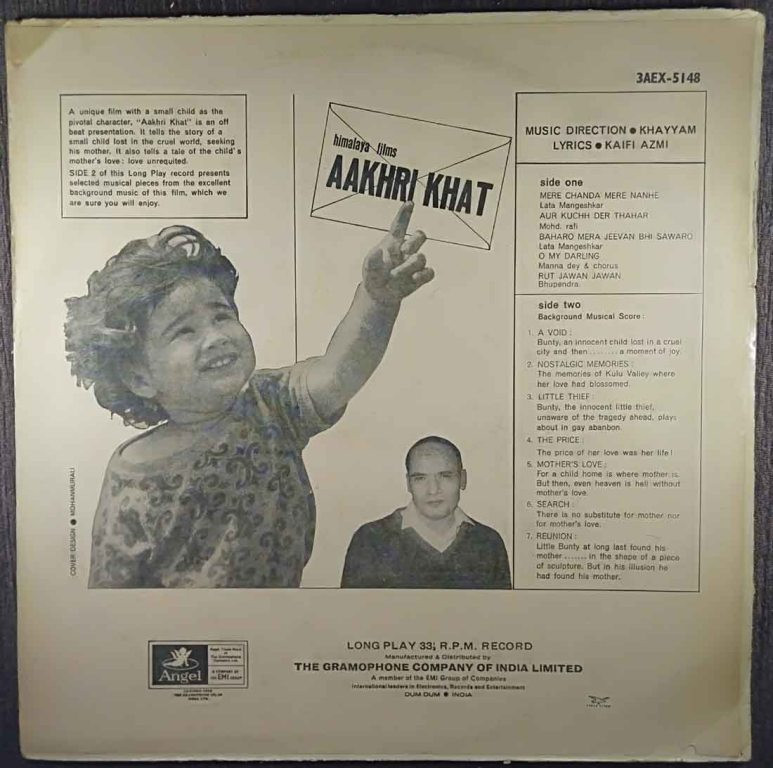 3AEX-5148
A unique film with a small child as the
pivotal character, "Aakhri Khat" is an off
beat presentation. It tells the story of a
small child lost in the cruel world, seeking
his mother. It also tells a tale of the child's
mother's love: love unrequited.
SIDE 2 of this Long Play record presents
selected musical pieces from the excellent
background music of this film, which we
are sure you will enjoy.
himalaya films
AAKHRI KHAT
MUSIC DIRECTION ● KHAYYAM
LYRICS ● KAIFI AZMI
side one
MERE CHANDA MERE NANHE
Lata Mangeshkar
AUR KUCHH DER THAHAR
Mohd. rafi
BAHARO MERA JEEVAN BHI SAWARO
Lata Mangeshkar
O MY DARLING
Manna dey & chorus
RUT JAWAN JAWAN
Bhupendra
side two
Background Musical Score:
1. A VOID:
Bunty, an innocent child lost in a cruel
city and then........a moment of joy
2. NOSTALGIC MEMORIES:
The memories of Kulu Valley where
her love had blossomed.
3. LITTLE THIEF:
Bunty, the innocent little thief,
unaware of the tragedy ahead, plays
about in gay abanbon.
4. THE PRICE:
The price of her love was her life!
5. MOTHER'S LOVE:
For a child home is where mother is.
But then, even heaven is hell without
mother's love.
6. SEARCH:
There is no substitute for mother nor
for mother's love.
7. REUNION:
Little Bunty at long last found his
mother.......in the shape of a piece
of sculpture. But in his illusion he
had found his mother.
COVER DESIGN ● MOHANMURALI
Angel
LONG PLAY 33⅓ R.P.M. RECORD
Manufactured & Distributed by
THE GRAMOPHONE COMPANY OF INDIA LIMITED
A member of the EMI Group of Companies
International leaders in Electronics, Records and Entertainment
DUM DUM ● INDIA